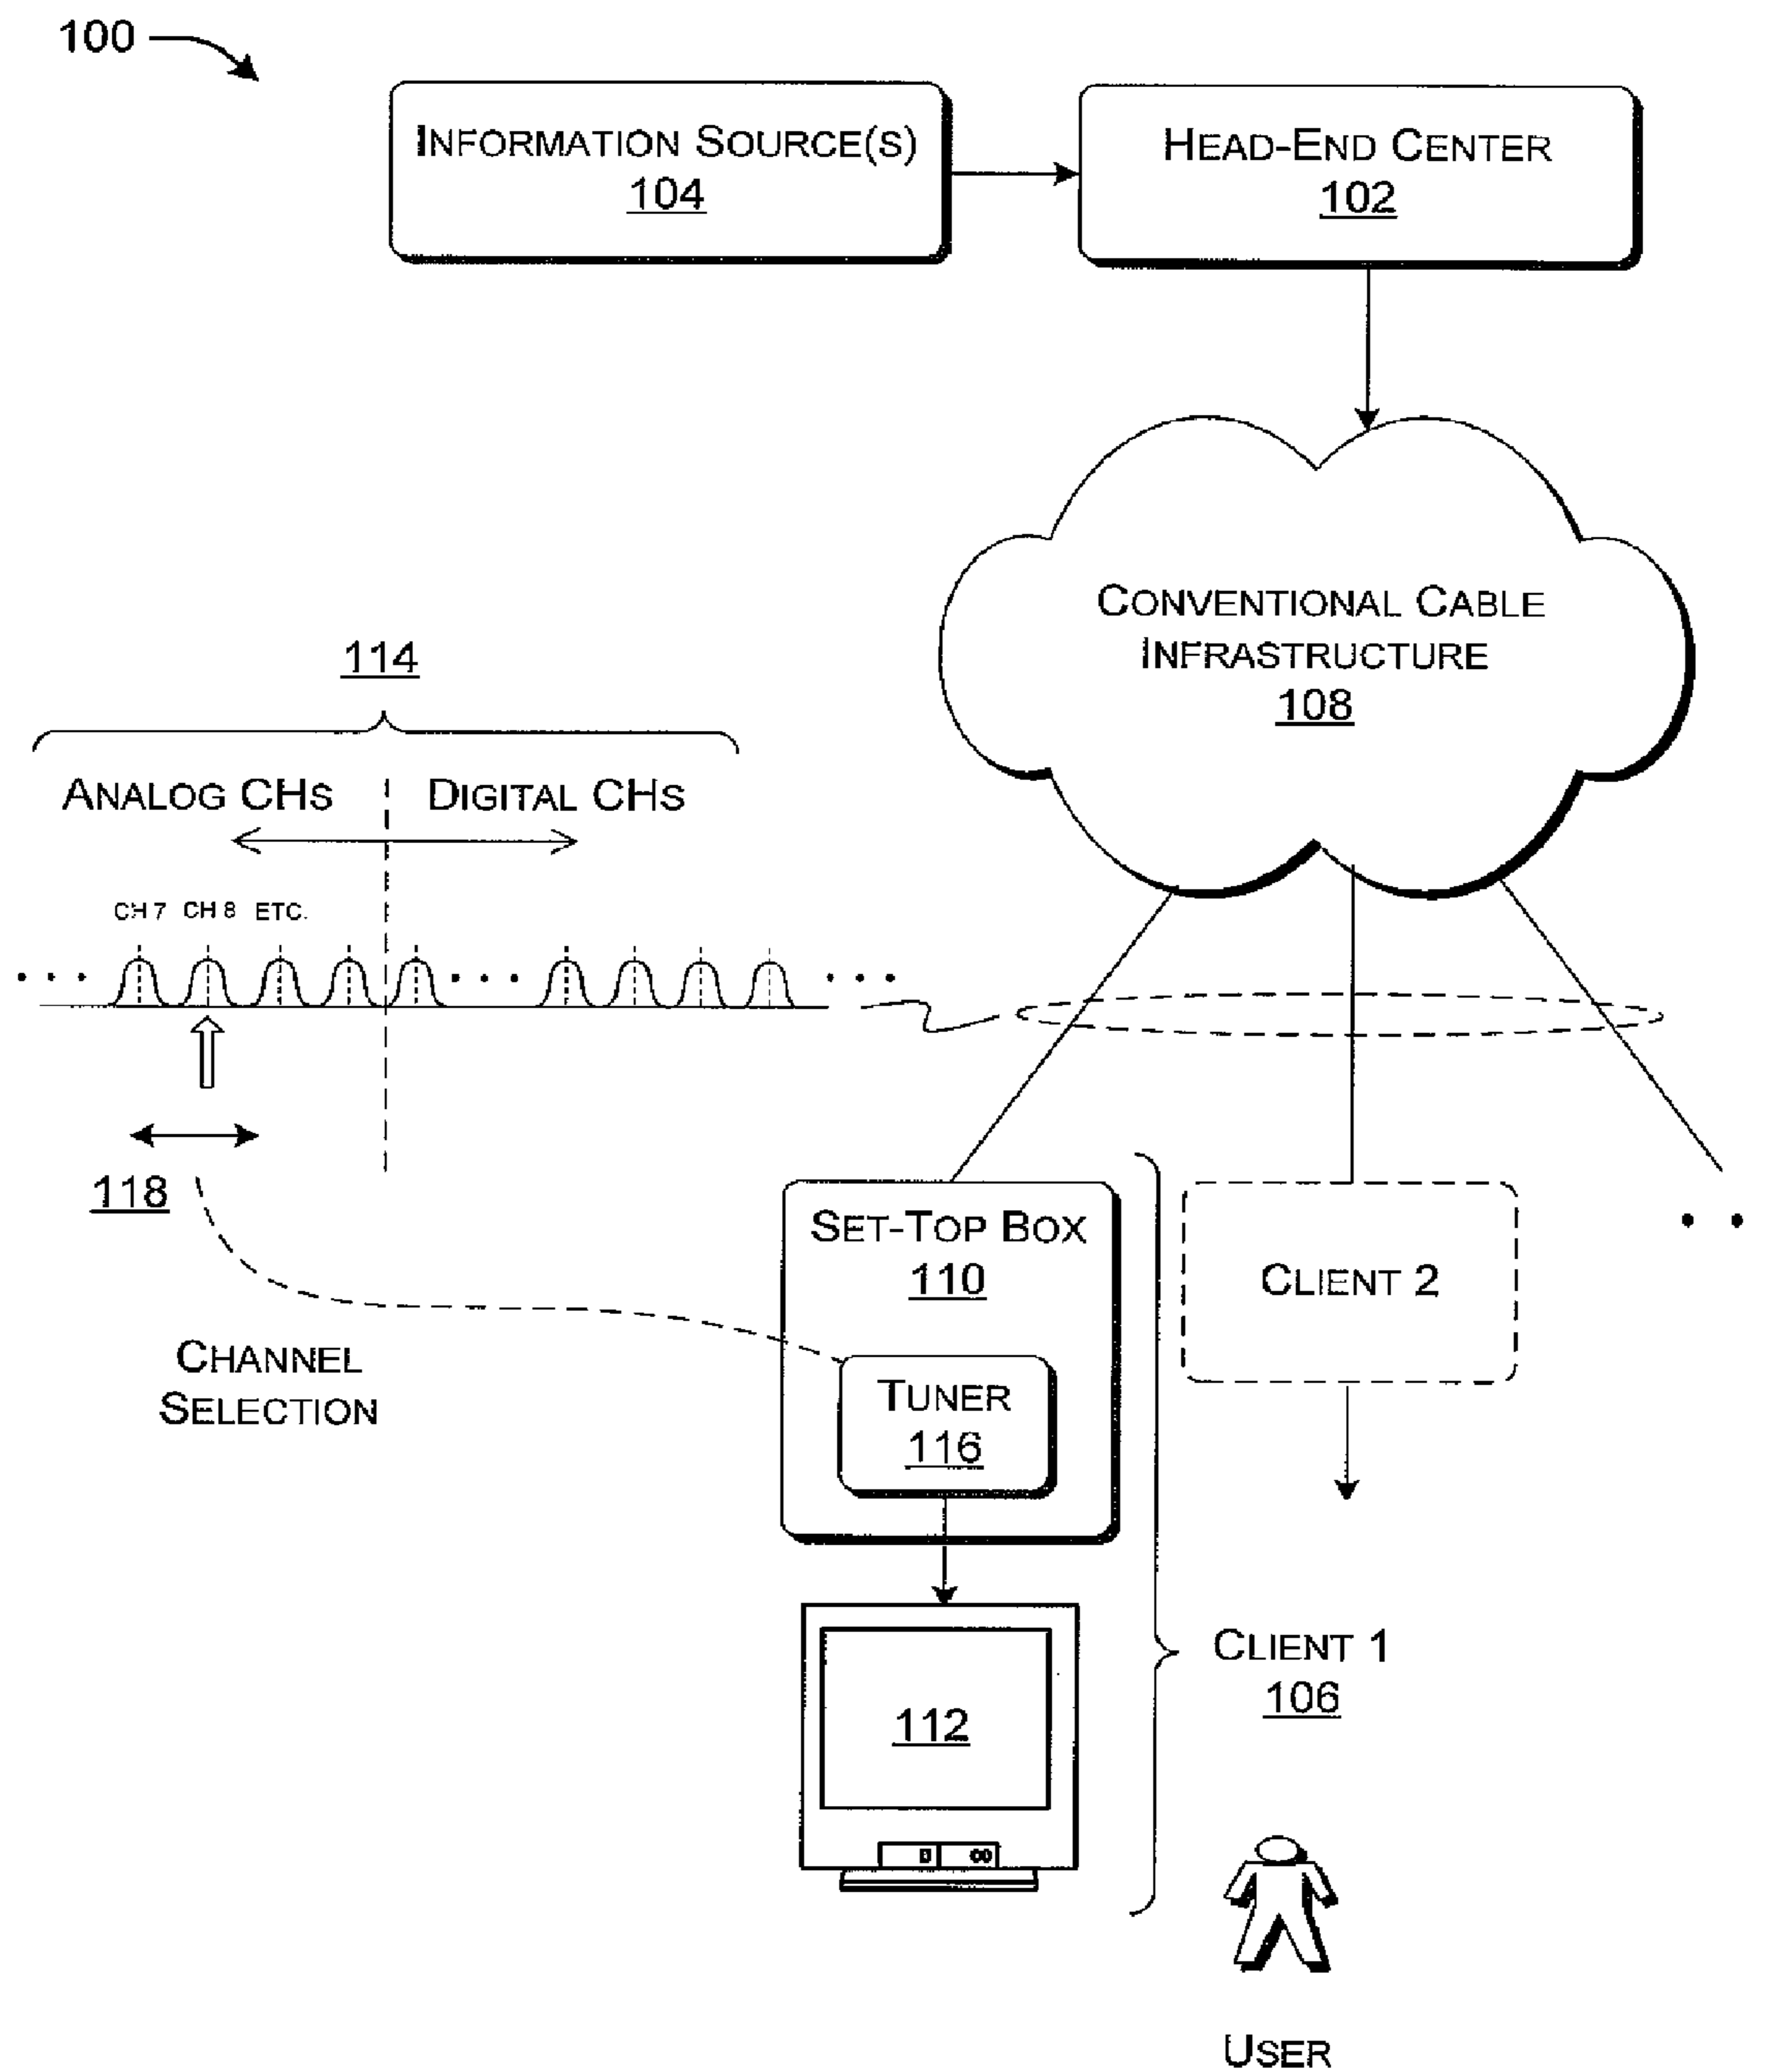 100
INFORMATION SOURCE(S)
104
HEAD-END CENTER
102
CONVENTIONAL CABLE
INFRASTRUCTURE
108
114
ANALOG CHS
DIGITAL CHS
CH 7 CH 8 ETC.
118
CHANNEL
SELECTION
SET-TOP BOX
110
TUNER
116
CLIENT 2
112
CLIENT 1
106
USER